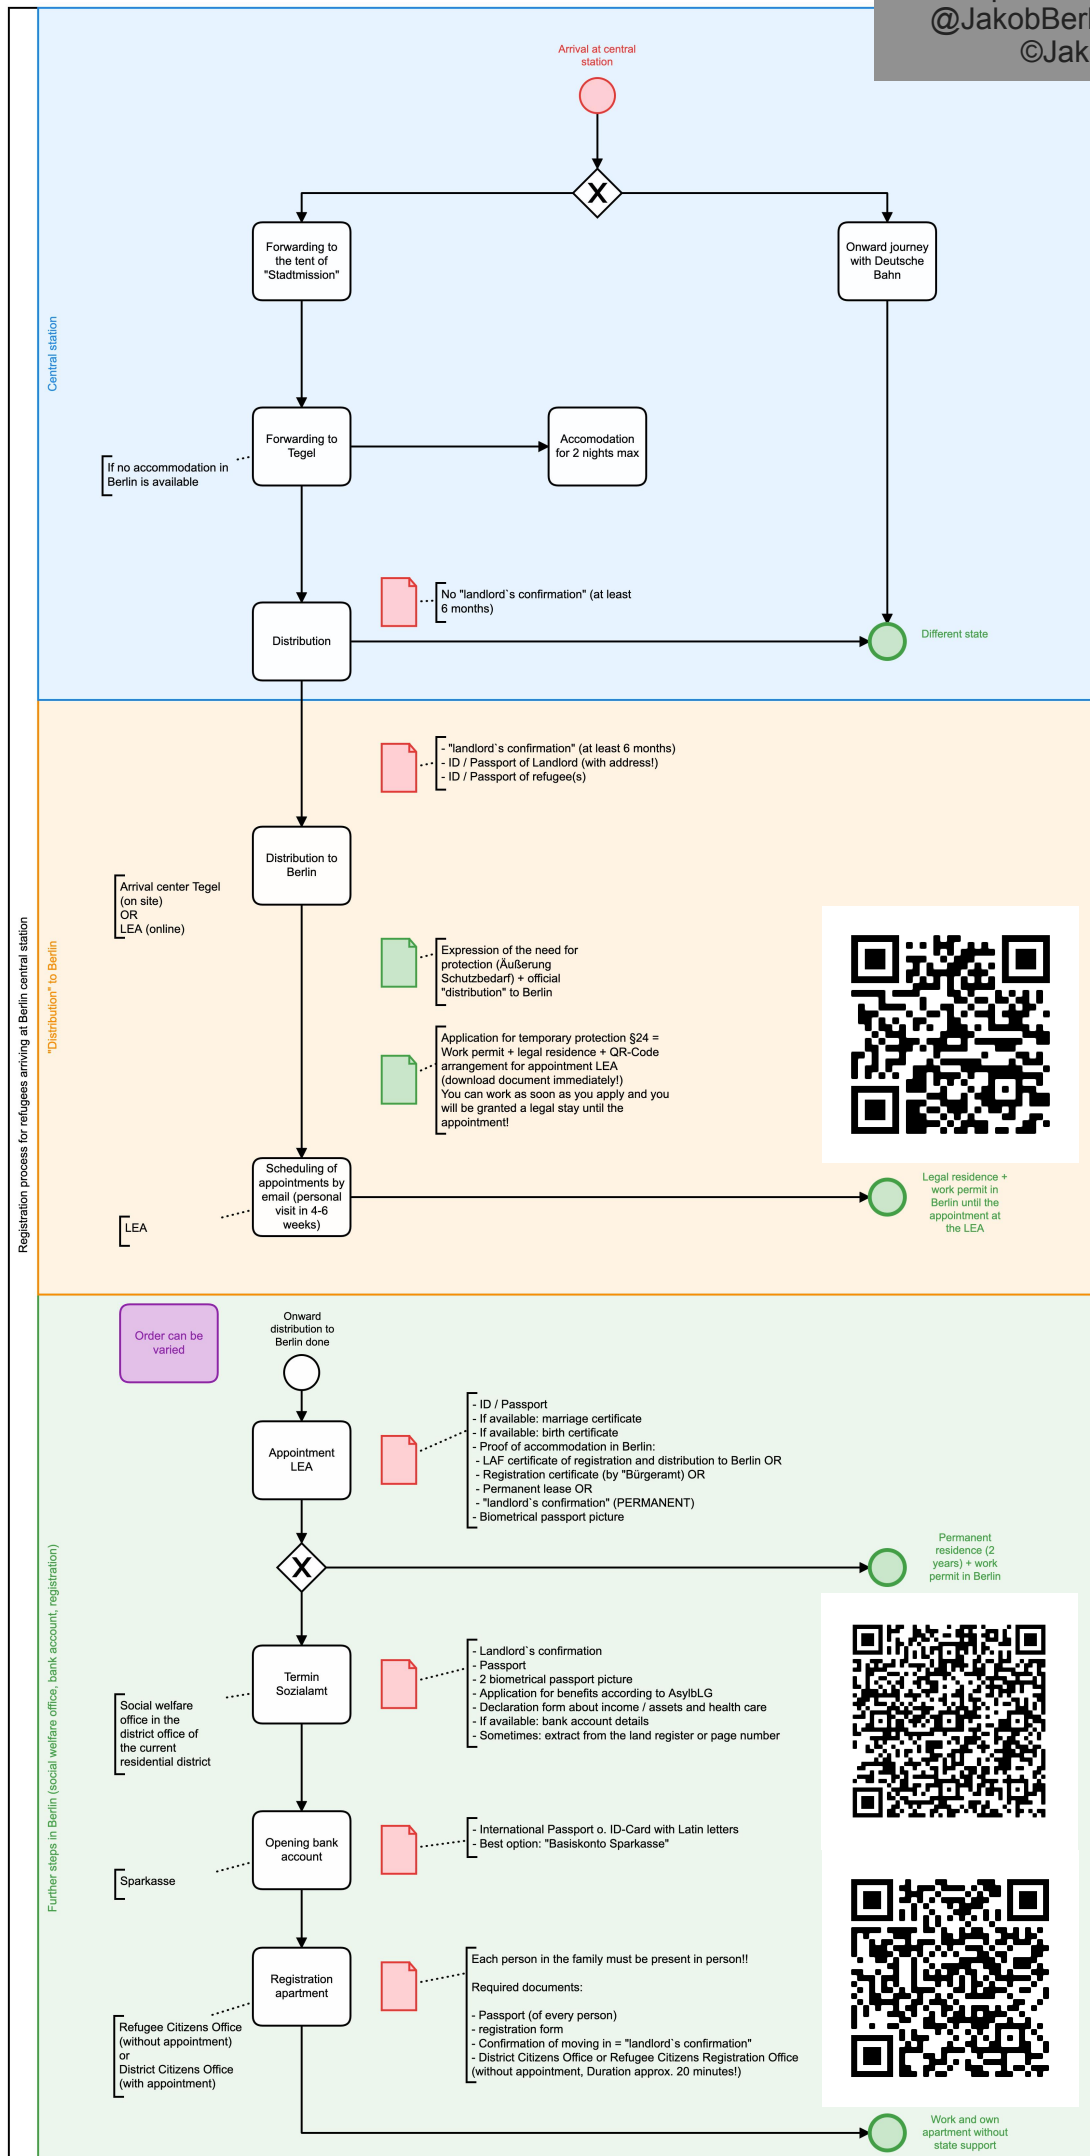 @JakobBerl
©Jak
Arrival at central
station
X
Forwarding to
the tent of
"Stadtmission"
Onward journey
with Deutsche
Bahn
Central station
Forwarding to
Tegel
Accomodation
for 2 nights max
If no accommodation in
Berlin is available
No "landlord`s confirmation" (at least
6 months)
Distribution
Different state
Registration process for refugees arriving at Berlin central station
"Distribution" to Berlin
- "landlord`s confirmation" (at least 6 months)
- ID / Passport of Landlord (with address!)
- ID / Passport of refugee(s)
Distribution to
Berlin
Arrival center Tegel
(on site)
OR
LEA (online)
Expression of the need for
protection (Äußerung
Schutzbedarf) + official
"distribution" to Berlin
Application for temporary protection §24 =
Work permit + legal residence + QR-Code
arrangement for appointment LEA
(download document immediately!)
You can work as soon as you apply and you
will be granted a legal stay until the
appointment!
Scheduling of
appointments by
email (personal
visit in 4-6
weeks)
LEA
Legal residence +
work permit in
Berlin until the
appointment at
the LEA
Further steps in Berlin (social welfare office, bank account, registration)
Order can be
varied
Onward
distribution to
Berlin done
Appointment
LEA
- ID / Passport
- If available: marriage certificate
- If available: birth certificate
- Proof of accommodation in Berlin:
- LAF certificate of registration and distribution to Berlin OR
- Registration certificate (by "Bürgeramt) OR
- Permanent lease OR
- "landlord`s confirmation" (PERMANENT)
- Biometrical passport picture
X
Permanent
residence (2
years) + work
permit in Berlin
Termin
Sozialamt
Social welfare
office in the
district office of
the current
residential district
- Landlord`s confirmation
- Passport
- 2 biometrical passport picture
- Application for benefits according to AsylbLG
- Declaration form about income / assets and health care
- If available: bank account details
- Sometimes: extract from the land register or page number
Opening bank
account
Sparkasse
- International Passport o. ID-Card with Latin letters
- Best option: "Basiskonto Sparkasse"
Registration
apartment
Refugee Citizens Office
(without appointment)
or
District Citizens Office
(with appointment)
Each person in the family must be present in person!!
Required documents:
- Passport (of every person)
- registration form
- Confirmation of moving in = "landlord`s confirmation"
- District Citizens Office or Refugee Citizens Registration Office
(without appointment, Duration approx. 20 minutes!)
Work and own
apartment without
state support